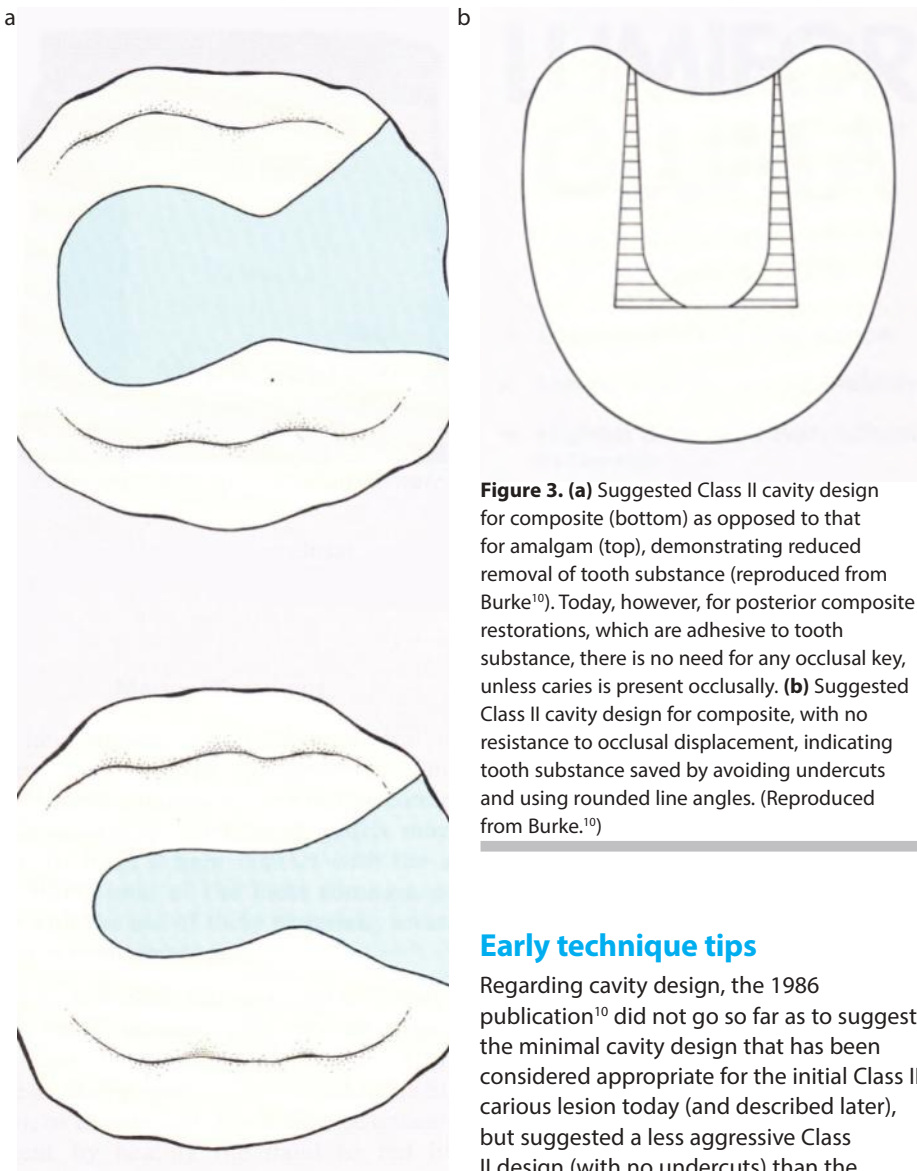 a
b
Figure 3. (a) Suggested Class II cavity design
for composite (bottom) as opposed to that
for amalgam (top), demonstrating reduced
removal of tooth substance (reproduced from
Burke¹⁰). Today, however, for posterior composite
restorations, which are adhesive to tooth
substance, there is no need for any occlusal key,
unless caries is present occlusally. (b) Suggested
Class II cavity design for composite, with no
resistance to occlusal displacement, indicating
tooth substance saved by avoiding undercuts
and using rounded line angles. (Reproduced
from Burke.¹⁰)
Early technique tips
Regarding cavity design, the 1986
publication¹⁰ did not go so far as to suggest
the minimal cavity design that has been
considered appropriate for the initial Class II
carious lesion today (and described later),
but suggested a less aggressive Class
II design (with no undercuts) than the